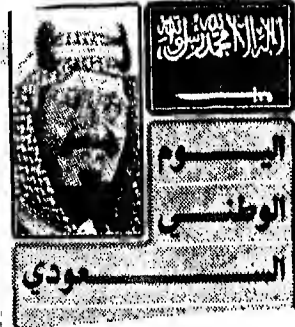 لا إله إلا الله محمد رسول الله
اليوم
الوطني
السعودي